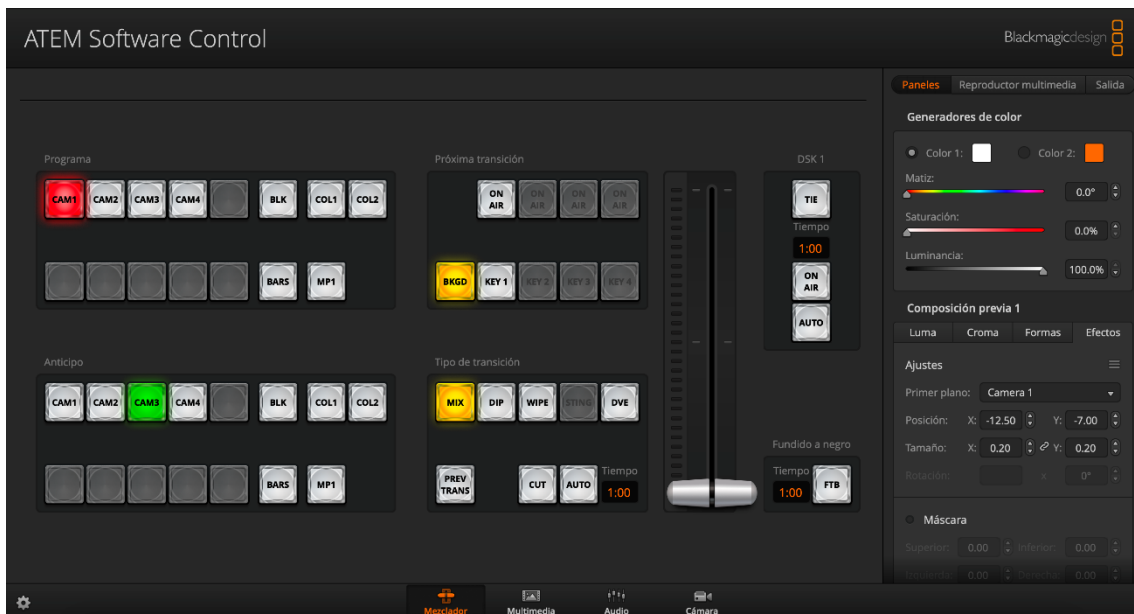 ATEM Software Control
Blackmagicdesign
Paneles Reproductor multimedia Salida
Generadores de color
Color 1: Color 2:
Matiz:
0.0°
Saturación:
0.0%
Luminancia:
100.0%
Composición previa 1
Luma Croma Formas Efectos
Ajustes
Primer plano: Camera 1
Posición: X: -12.50 Y: -7.00
Tamaño: X: 0.20 Y: 0.20
Rotación: x 0°
Máscara
Superior: 0.00 Inferior: 0.00
Izquierda: 0.00 Derecha: 0.00
Programa
CAM1 CAM2 CAM3 CAM4 BLK COL1 COL2
BARS MP1
Próxima transición
ON AIR ON AIR ON AIR ON AIR
BKGD KEY 1 KEY 2 KEY 3 KEY 4
DSK 1
TIE
Tiempo
1:00
ON AIR
AUTO
Anticipo
CAM1 CAM2 CAM3 CAM4 BLK COL1 COL2
BARS MP1
Tipo de transición
MIX DIP WIPE STING DVE
PREV TRANS CUT AUTO Tiempo 1:00
Fundido a negro
Tiempo
1:00 FTB
Mezclador Multimedia Audio Cámara